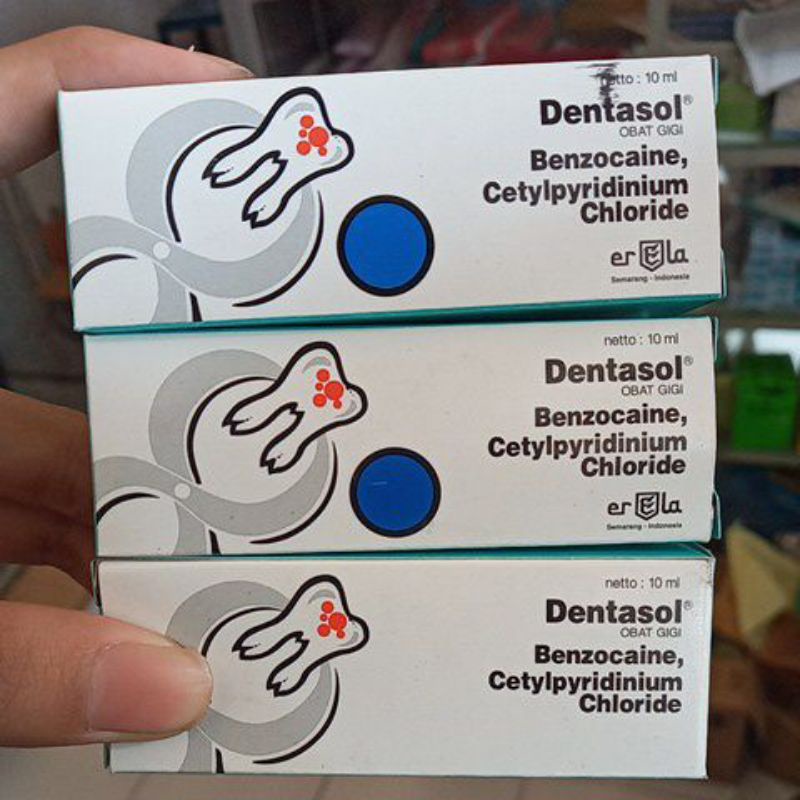 netto : 10 ml
Dentasol®
OBAT GIGI
Benzocaine,
Cetylpyridinium
Chloride
erEla
Semarang - Indonesia
netto : 10 ml
Dentasol®
OBAT GIGI
Benzocaine,
Cetylpyridinium
Chloride
erEla
Semarang - Indonesia
netto : 10 ml
Dentasol®
OBAT GIGI
Benzocaine,
Cetylpyridinium
Chloride